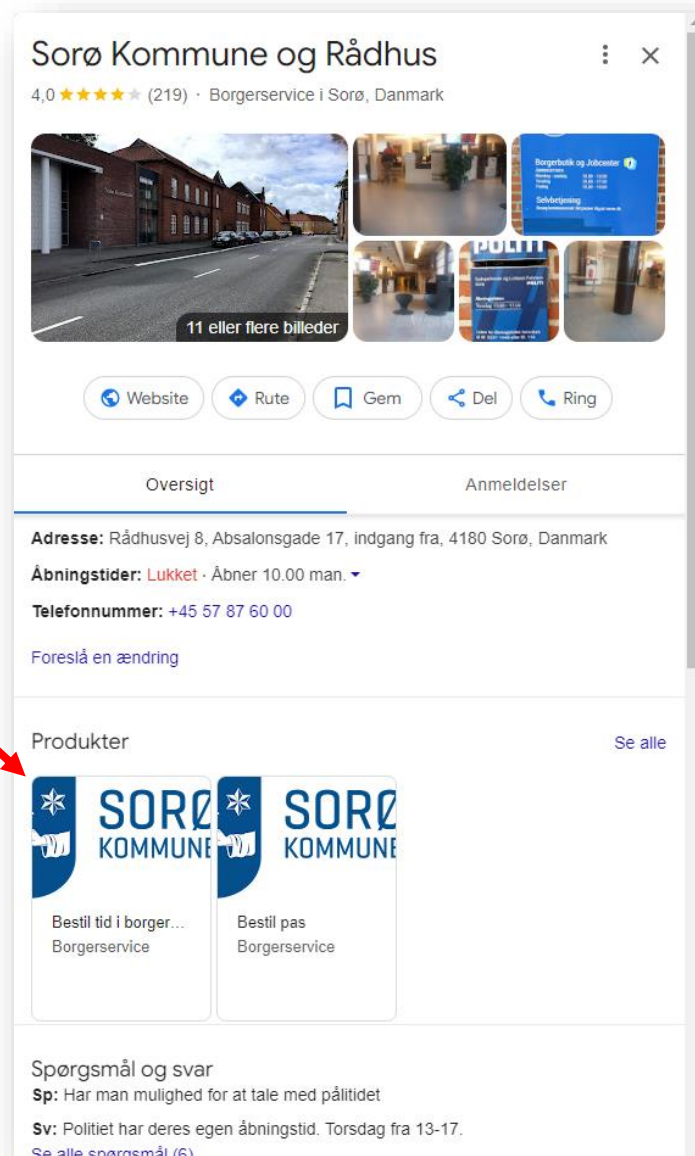 Sorø Kommune og Rådhus
4,0 (219) · Borgerservice i Sorø, Danmark
Borgerbutik og Jobcenter
Selvbetjening
POLITI
POLITI
11 eller flere billeder
Website
Rute
Gem
Del
Ring
Oversigt
Anmeldelser
Adresse: Rådhusvej 8, Absalonsgade 17, indgang fra, 4180 Sorø, Danmark
Åbningstider: Lukket · Åbner 10.00 man.
Telefonnummer: +45 57 87 60 00
Foreslå en ændring
Produkter
Se alle
SORØ
KOMMUNE
SORØ
KOMMUNE
Bestil tid i borger...
Borgerservice
Bestil pas
Borgerservice
Spørgsmål og svar
Sp: Har man mulighed for at tale med pålitidet
Sv: Politiet har deres egen åbningstid. Torsdag fra 13-17.
Se alle spørgsmål (6)